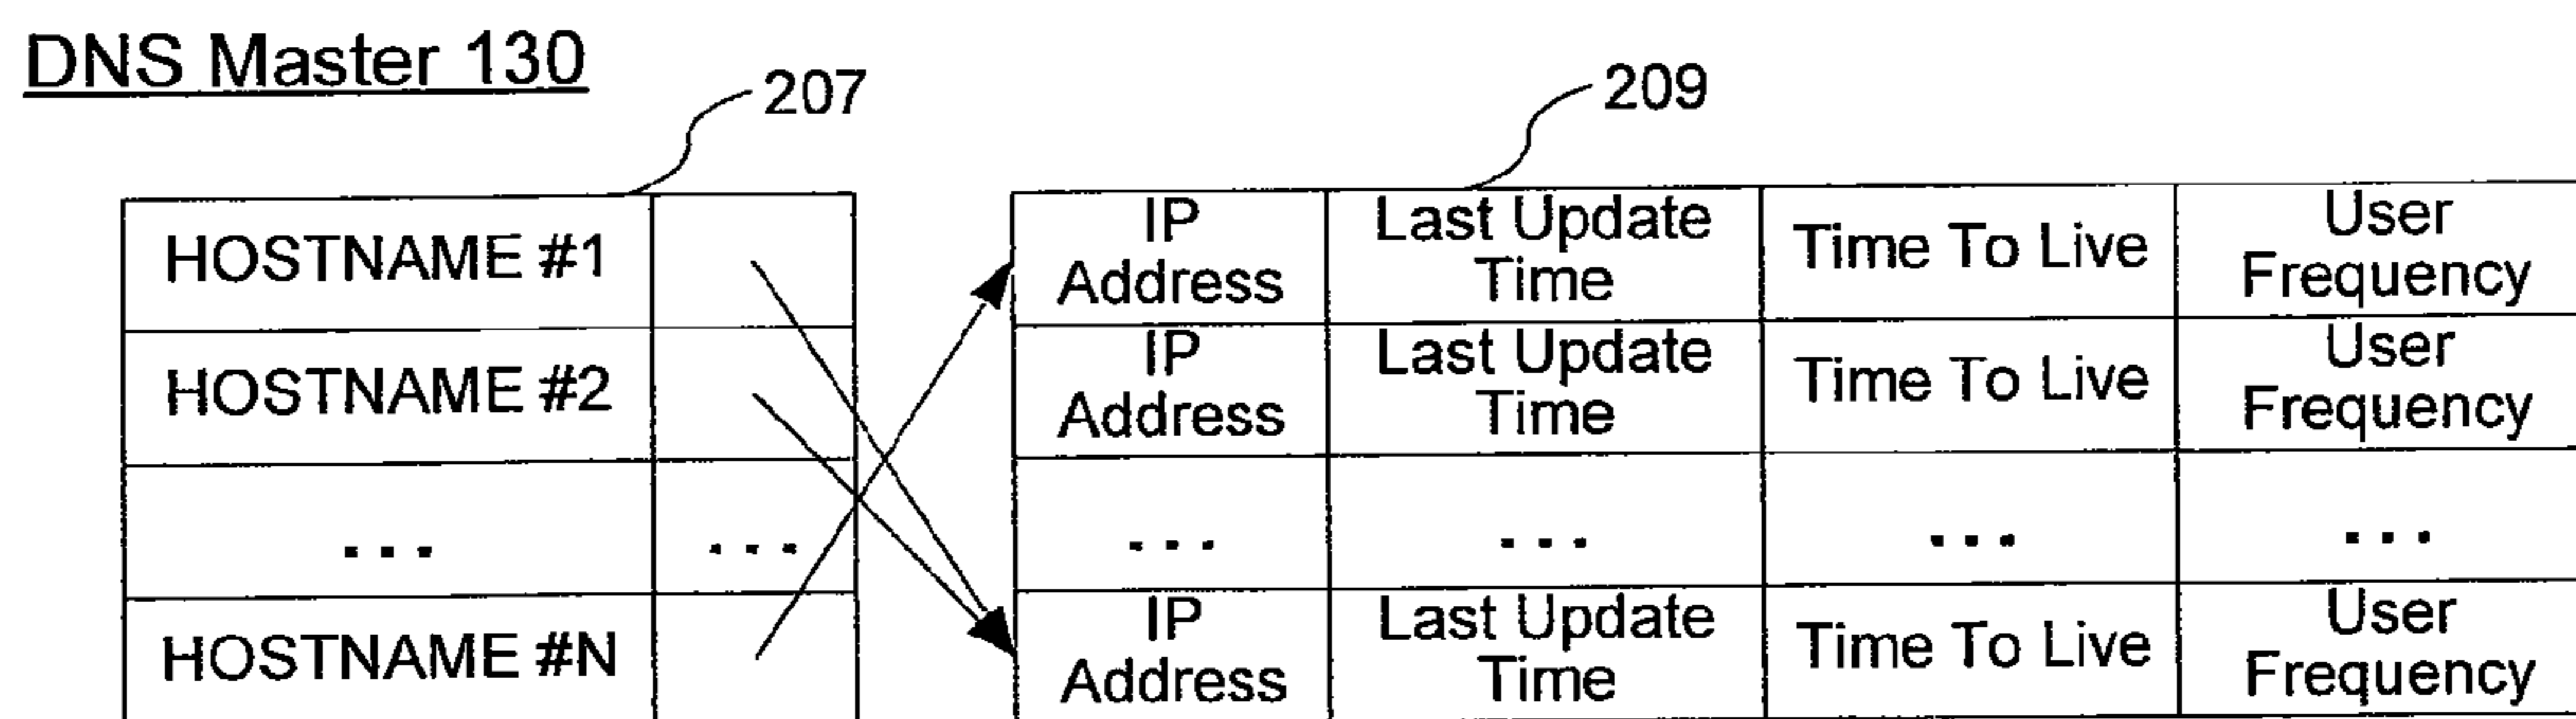 DNS Master 130
207
209
HOSTNAME #1
IP Address
Last Update Time
Time To Live
User Frequency
HOSTNAME #2
IP Address
Last Update Time
Time To Live
User Frequency
... ... ... ... ... ...
HOSTNAME #N
IP Address
Last Update Time
Time To Live
User Frequency